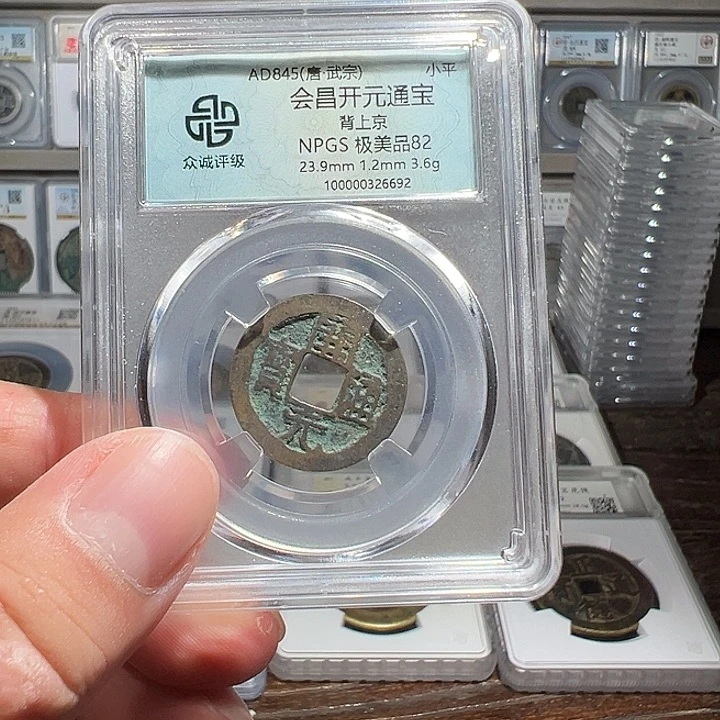 AD845(唐·武宗) 小平
会昌开元通宝
背上京
NPGS 极美品82
23.9mm 1.2mm 3.6g
100000326692
众诚评级
開元通寶